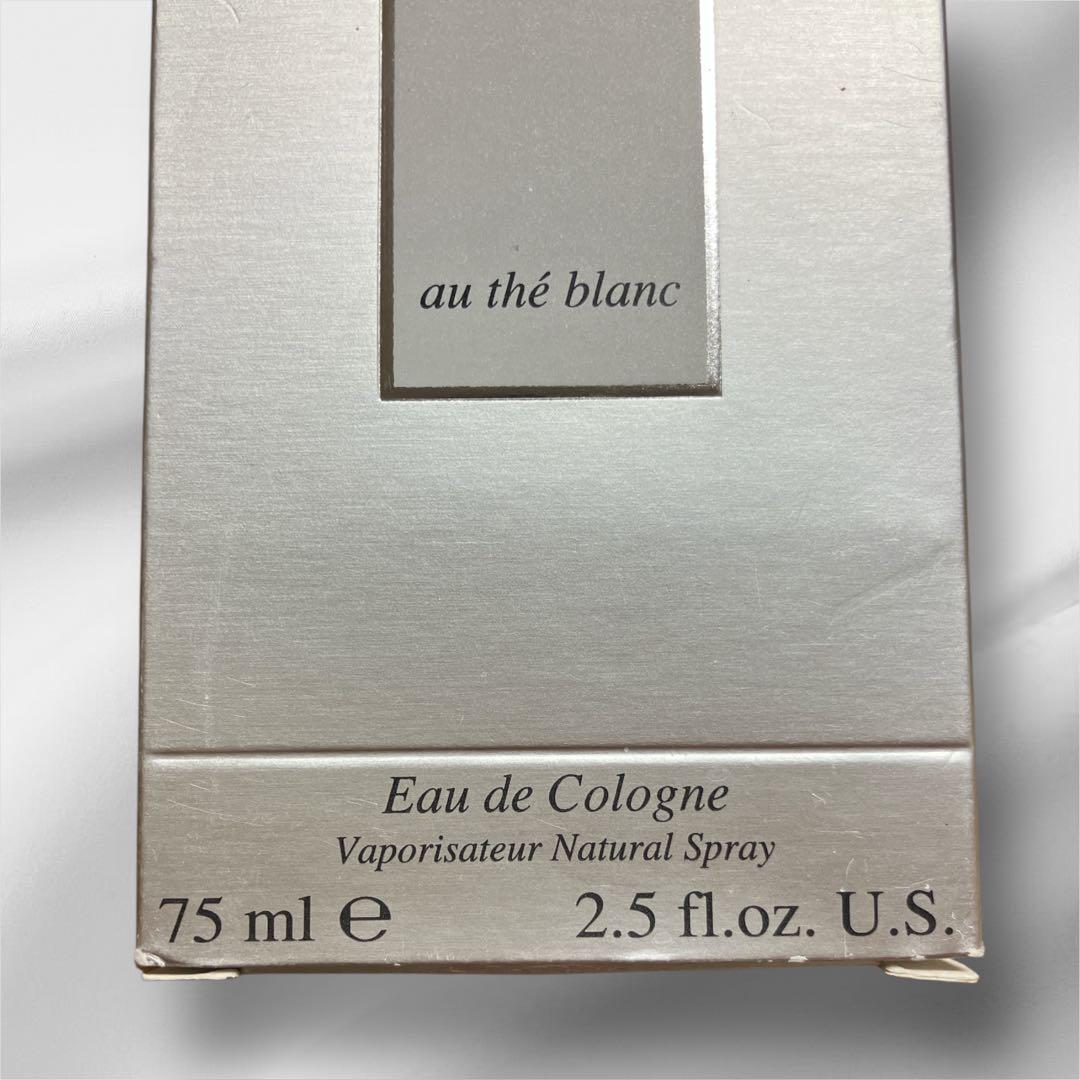 au thé blanc
Eau de Cologne
Vaporisateur Natural Spray
75 ml ℮ 2.5 fl.oz. U.S.